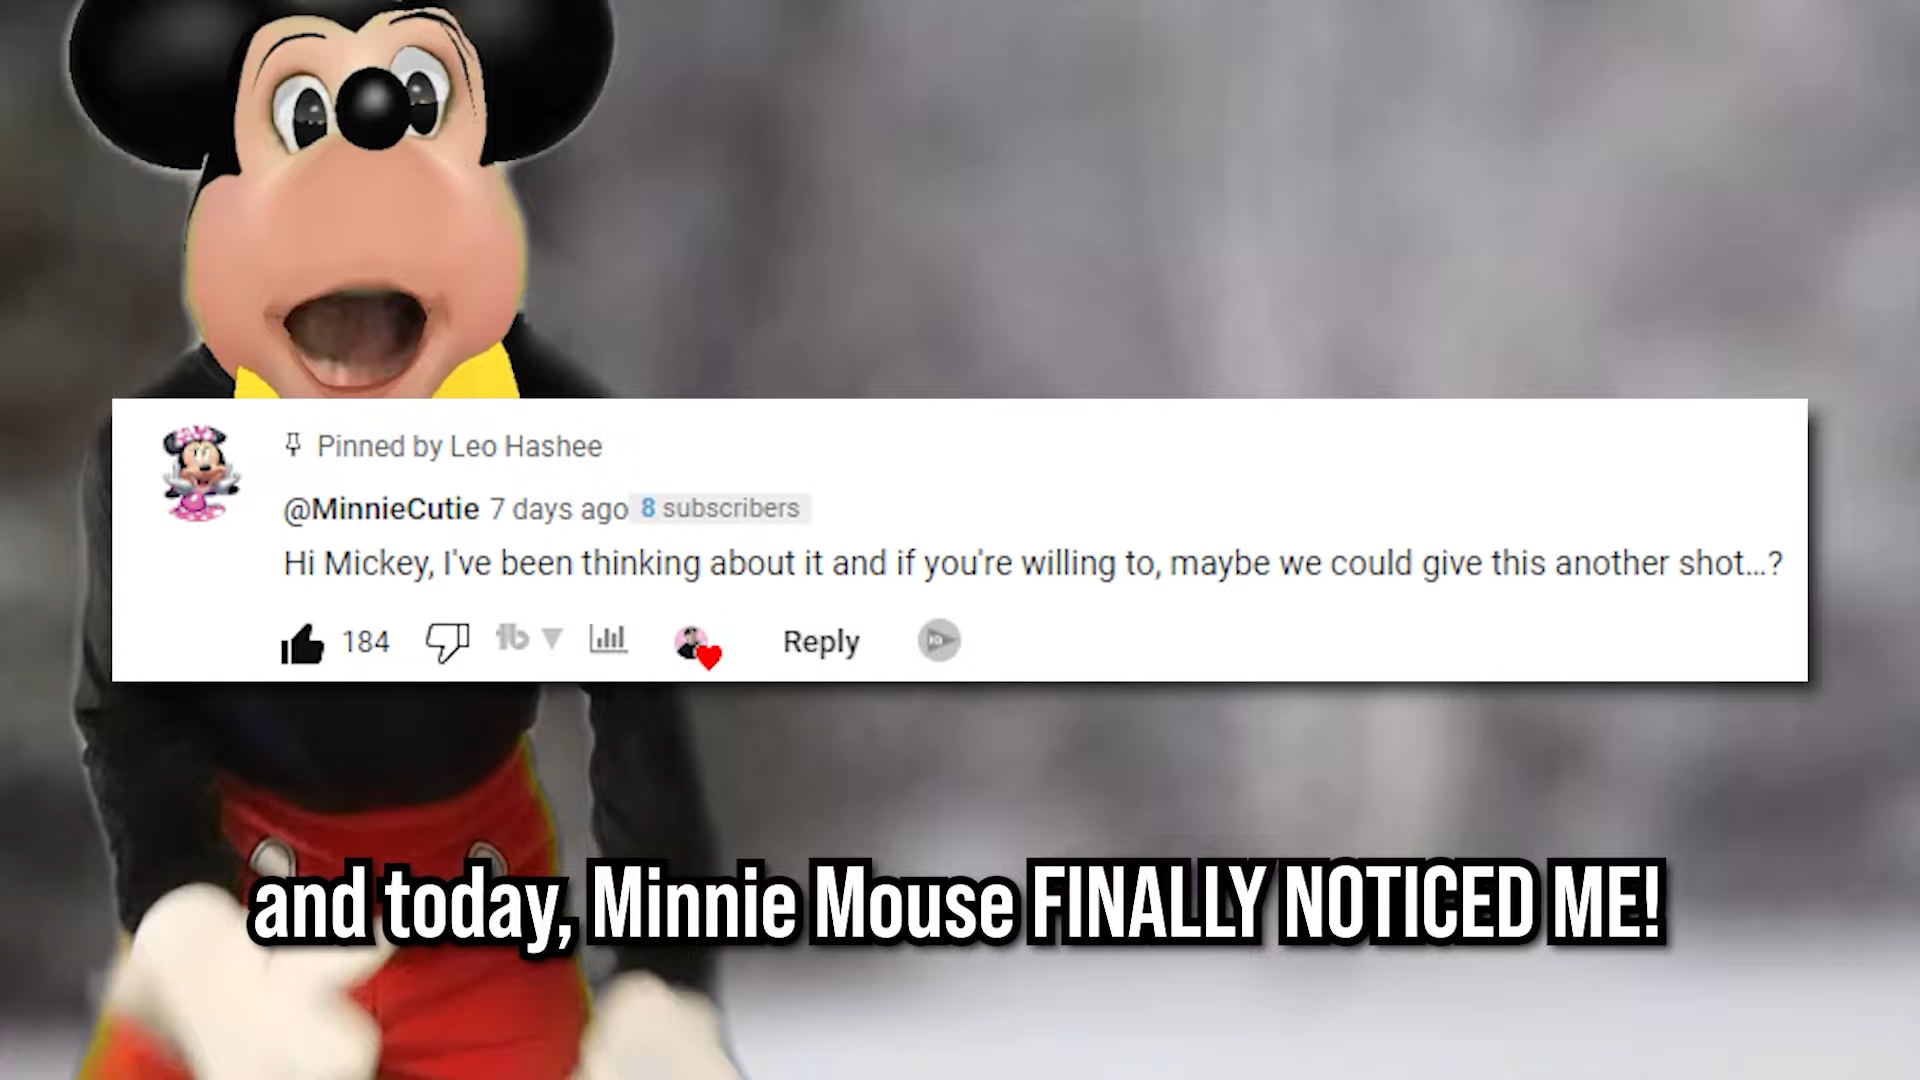 Pinned by Leo Hashee
@MinnieCutie 7 days ago 8 subscribers
Hi Mickey, I've been thinking about it and if you're willing to, maybe we could give this another shot...?
184 Reply
and today, Minnie Mouse FINALLY NOTICED ME!